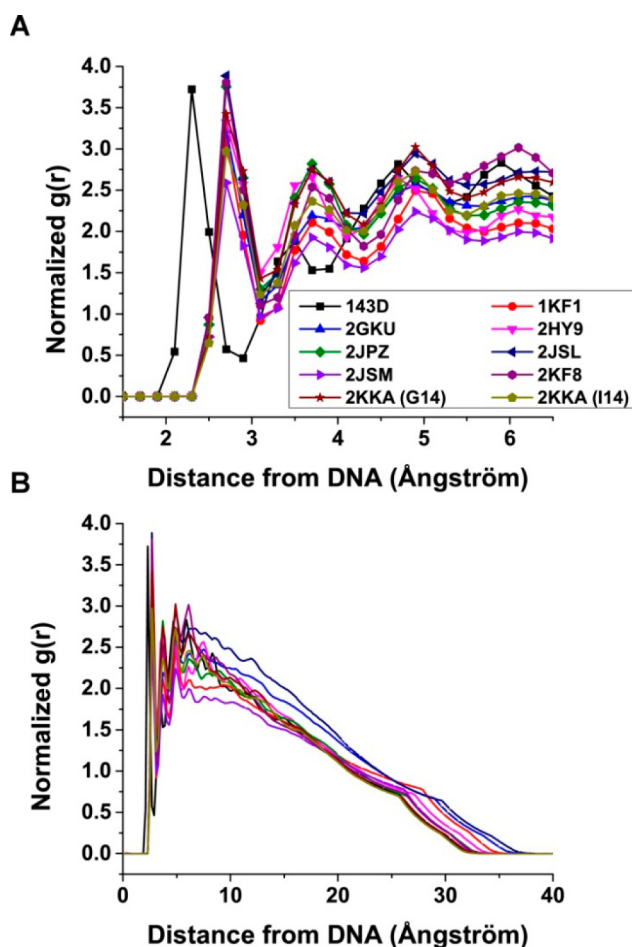 A
Normalized g(r)
4.0
3.5
3.0
2.5
2.0
1.5
1.0
0.5
0.0
143D 1KF1
2GKU 2HY9
2JPZ 2JSL
2JSM 2KF8
2KKA (G14) 2KKA (I14)
2 3 4 5 6
Distance from DNA (Ångström)
B
Normalized g(r)
4.0
3.5
3.0
2.5
2.0
1.5
1.0
0.5
0.0
0 10 20 30 40
Distance from DNA (Ångström)